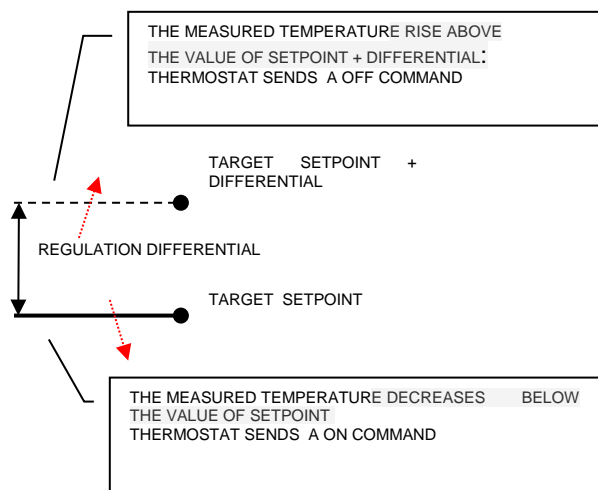 THE MEASURED TEMPERATURE RISE ABOVE
THE VALUE OF SETPOINT + DIFFERENTIAL:
THERMOSTAT SENDS A OFF COMMAND
TARGET SETPOINT +
DIFFERENTIAL
REGULATION DIFFERENTIAL
TARGET SETPOINT
THE MEASURED TEMPERATURE DECREASES BELOW
THE VALUE OF SETPOINT
THERMOSTAT SENDS A ON COMMAND